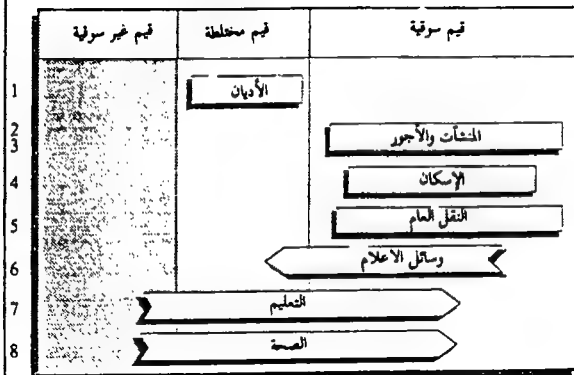 قيم سوقية قيم مختلطة قيم غير سوقية
1 الأديان
2
3 المنشآت والأجور
4 الإسكان
5 النقل العام
6 وسائل الاعلام
7 التعليم
8 الصحة